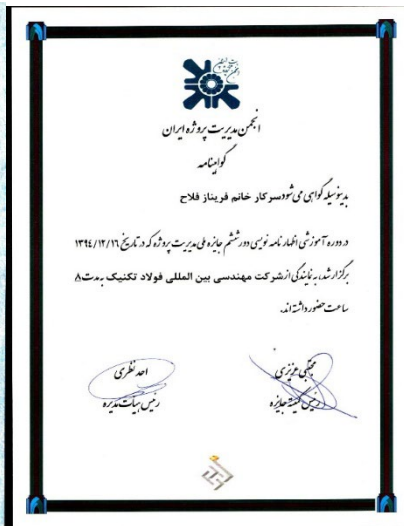 انجمن مدیریت پروژه ایران
گواهینامه
بدینوسیله گواهی می شود سرکار خانم فریناز فلاح
در دوره آموزشی اظهارنامه نویسی دور ششم جایزه ملی مدیریت پروژه که در تاریخ ۱۳۹۴/۱۲/۱۶
برگزار شد، به نمایندگی از شرکت مهندسی بین المللی فولاد تکنیک به مدت ۸
ساعت حضور داشته اند.
مجتبی عزیزی
رئیس کمیته جایزه
احد نظری
رئیس هیات مدیره